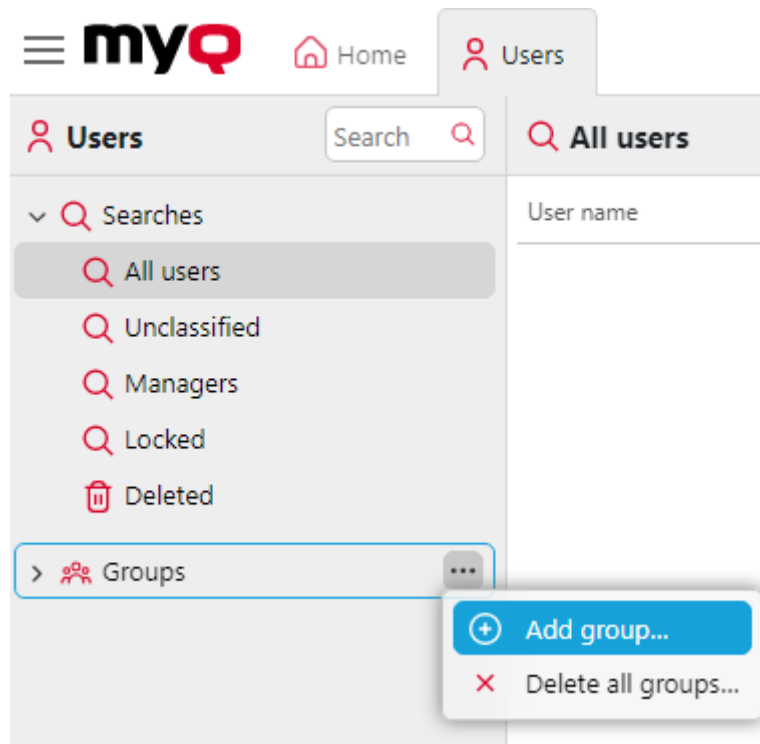 myQ Home Users
Users Search All users
Searches User name
All users
Unclassified
Managers
Locked
Deleted
Groups ...
Add group...
Delete all groups...